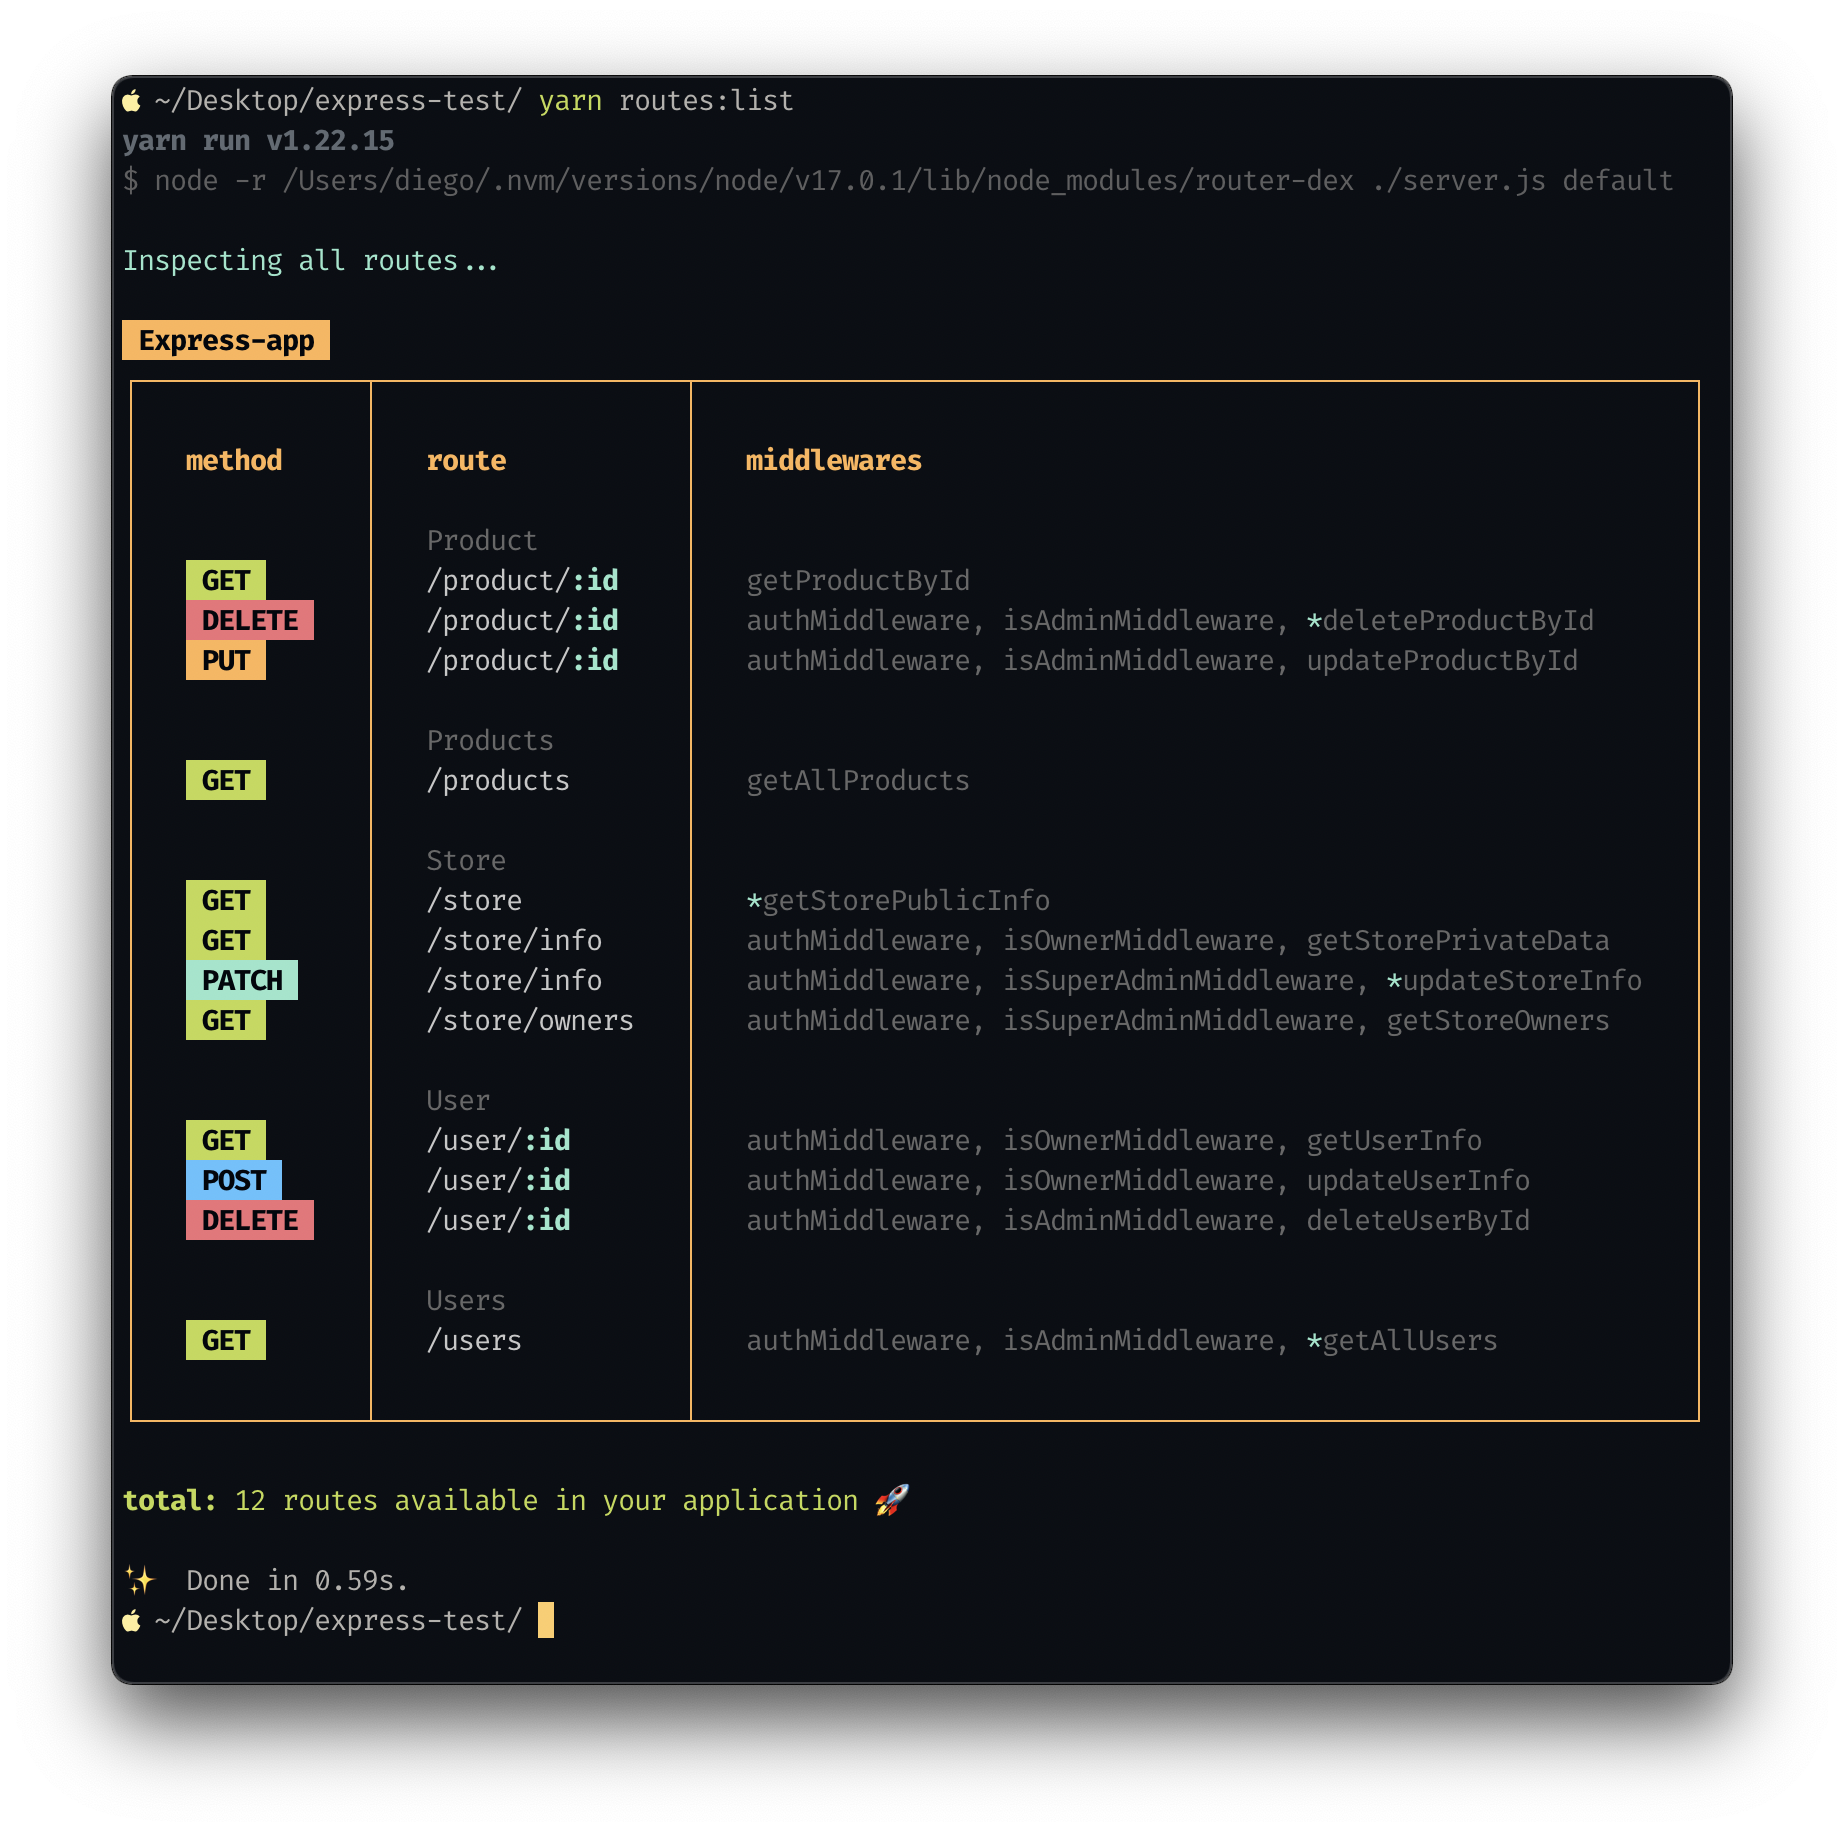 ~/Desktop/express-test/ yarn routes:list
yarn run v1.22.15
$ node -r /Users/diego/.nvm/versions/node/v17.0.1/lib/node_modules/router-dex ./server.js default
Inspecting all routes...
Express-app
method route middlewares
Product
GET /product/:id getProductById
DELETE /product/:id authMiddleware, isAdminMiddleware, *deleteProductById
PUT /product/:id authMiddleware, isAdminMiddleware, updateProductById
Products
GET /products getAllProducts
Store
GET /store *getStorePublicInfo
GET /store/info authMiddleware, isOwnerMiddleware, getStorePrivateData
PATCH /store/info authMiddleware, isSuperAdminMiddleware, *updateStoreInfo
GET /store/owners authMiddleware, isSuperAdminMiddleware, getStoreOwners
User
GET /user/:id authMiddleware, isOwnerMiddleware, getUserInfo
POST /user/:id authMiddleware, isOwnerMiddleware, updateUserInfo
DELETE /user/:id authMiddleware, isAdminMiddleware, deleteUserById
Users
GET /users authMiddleware, isAdminMiddleware, *getAllUsers
total: 12 routes available in your application 🚀
✨ Done in 0.59s.
~/Desktop/express-test/